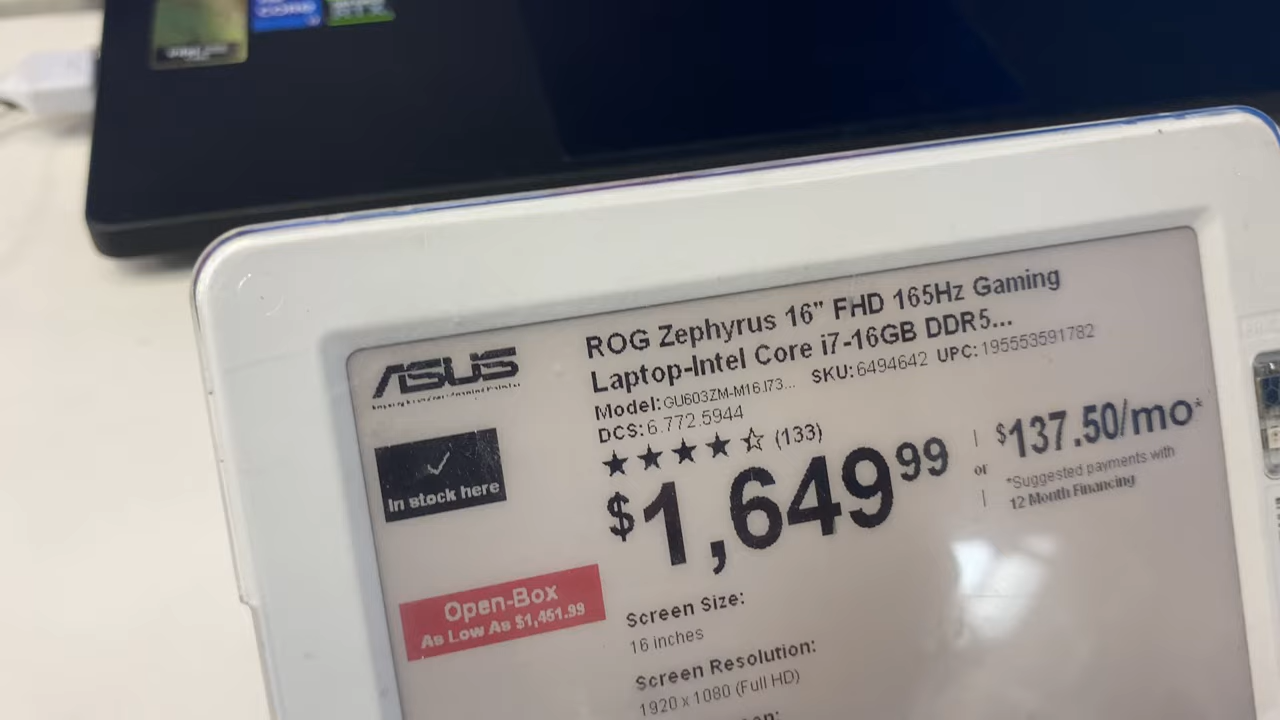 CORE
ROG Zephyrus 16" FHD 165Hz Gaming
Laptop-Intel Core i7-16GB DDR5...
Model:GU603ZM-M16.I73... SKU:6494642 UPC:195553591782
DCS:6.772.5944
ASUS
(133)
In stock here
$1,649 99
or
$137.50/mo*
*Suggested payments with
12 Month Financing
Open-Box
As Low As $1,451.99
Screen Size:
16 inches
Screen Resolution:
1920 x 1080 (Full HD)